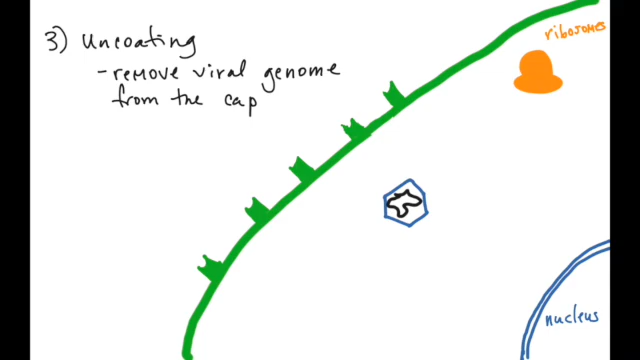 3) Uncoating
- remove viral genome
from the cap
ribosomes
nucleus